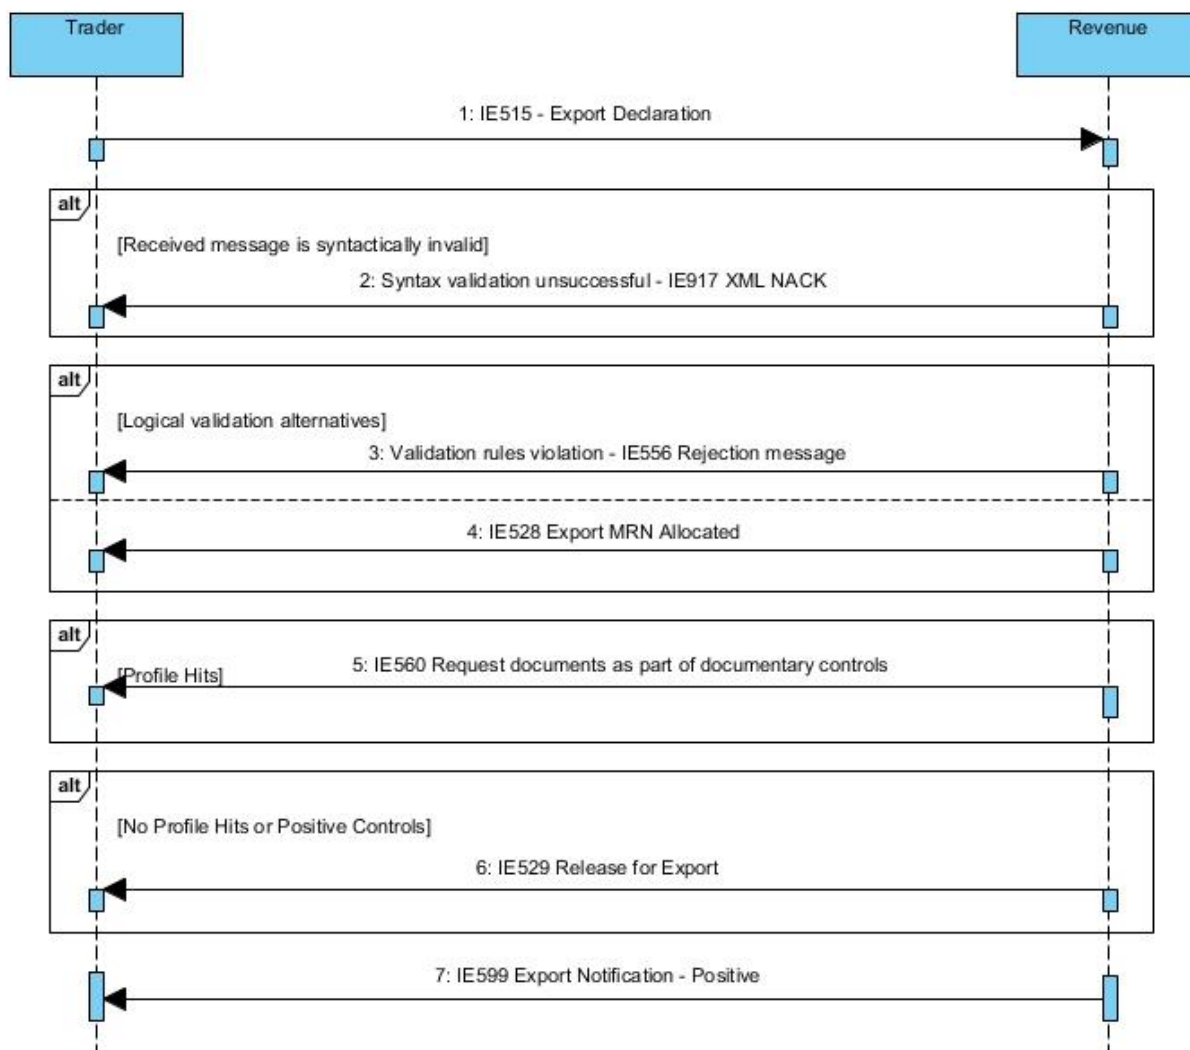 Trader
Revenue
1: IE515 - Export Declaration
alt
[Received message is syntactically invalid]
2: Syntax validation unsuccessful - IE917 XML NACK
alt
[Logical validation alternatives]
3: Validation rules violation - IE556 Rejection message
4: IE528 Export MRN Allocated
alt
5: IE560 Request documents as part of documentary controls
[Profile Hits]
alt
[No Profile Hits or Positive Controls]
6: IE529 Release for Export
7: IE599 Export Notification - Positive